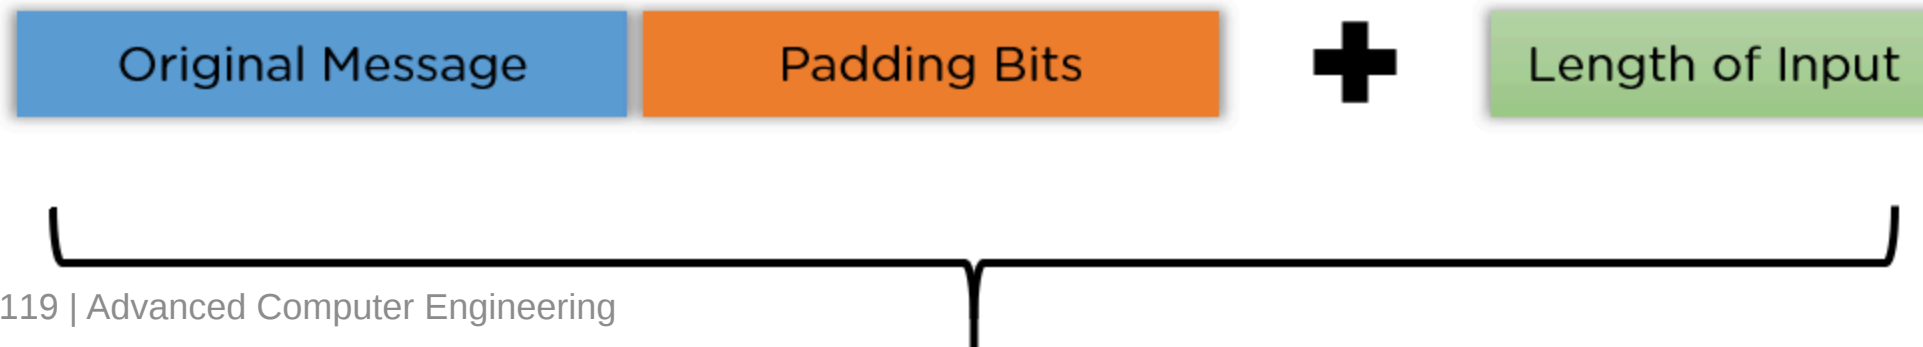 Original Message
Padding Bits
Length of Input
119 | Advanced Computer Engineering